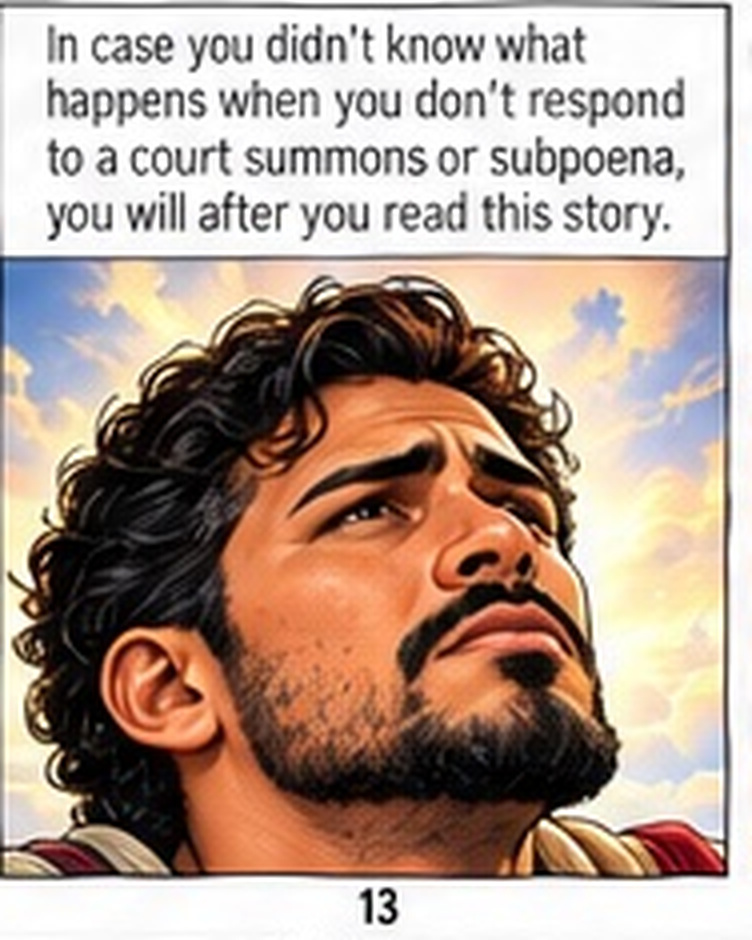 In case you didn't know what
happens when you don't respond
to a court summons or subpoena,
you will after you read this story.
13